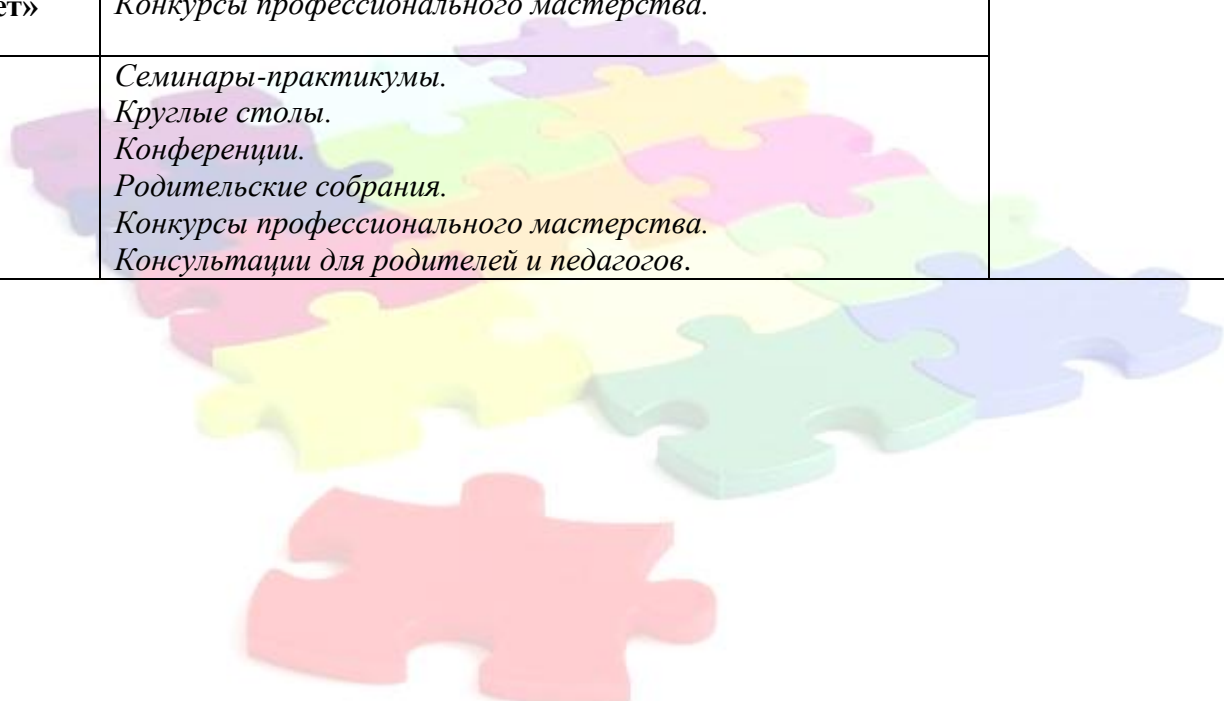 ет» Конкурсы профессионального мастерства.
Семинары-практикумы.
Круглые столы.
Конференции.
Родительские собрания.
Конкурсы профессионального мастерства.
Консультации для родителей и педагогов.